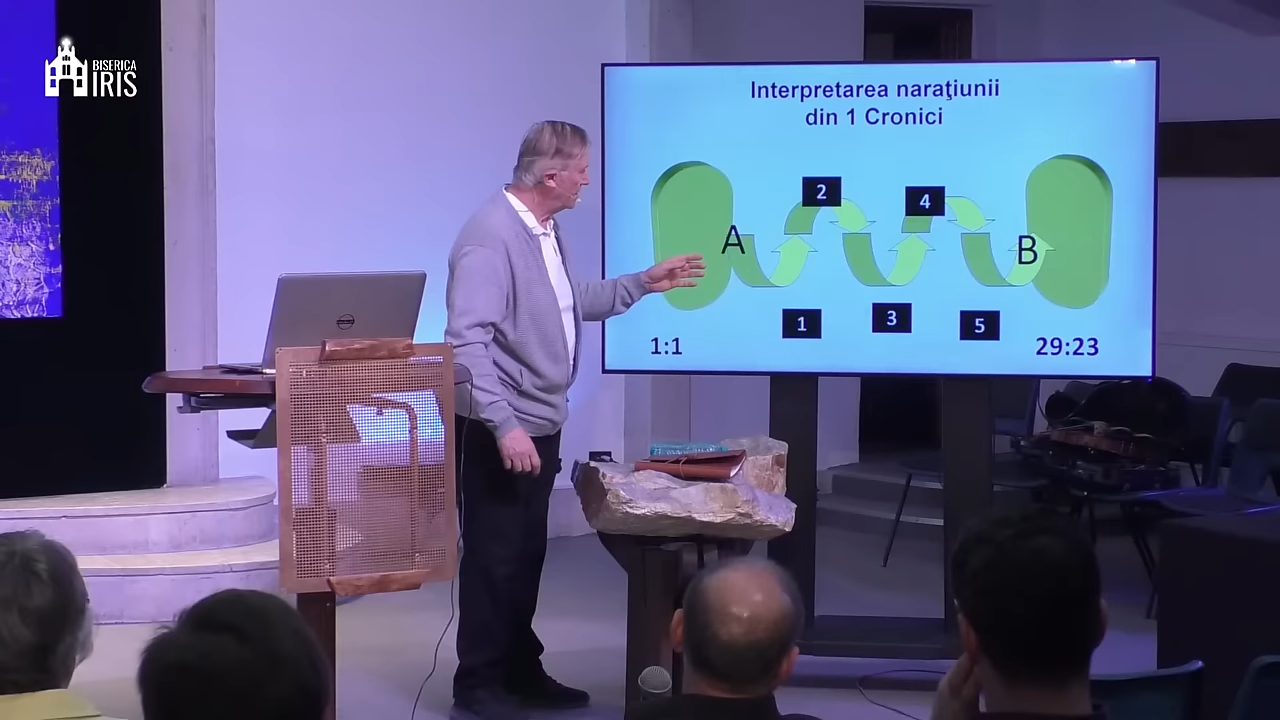 BISERICA
IRIS
Interpretarea naraţiunii
din 1 Cronici
2
4
A
B
1
3
5
1:1
29:23